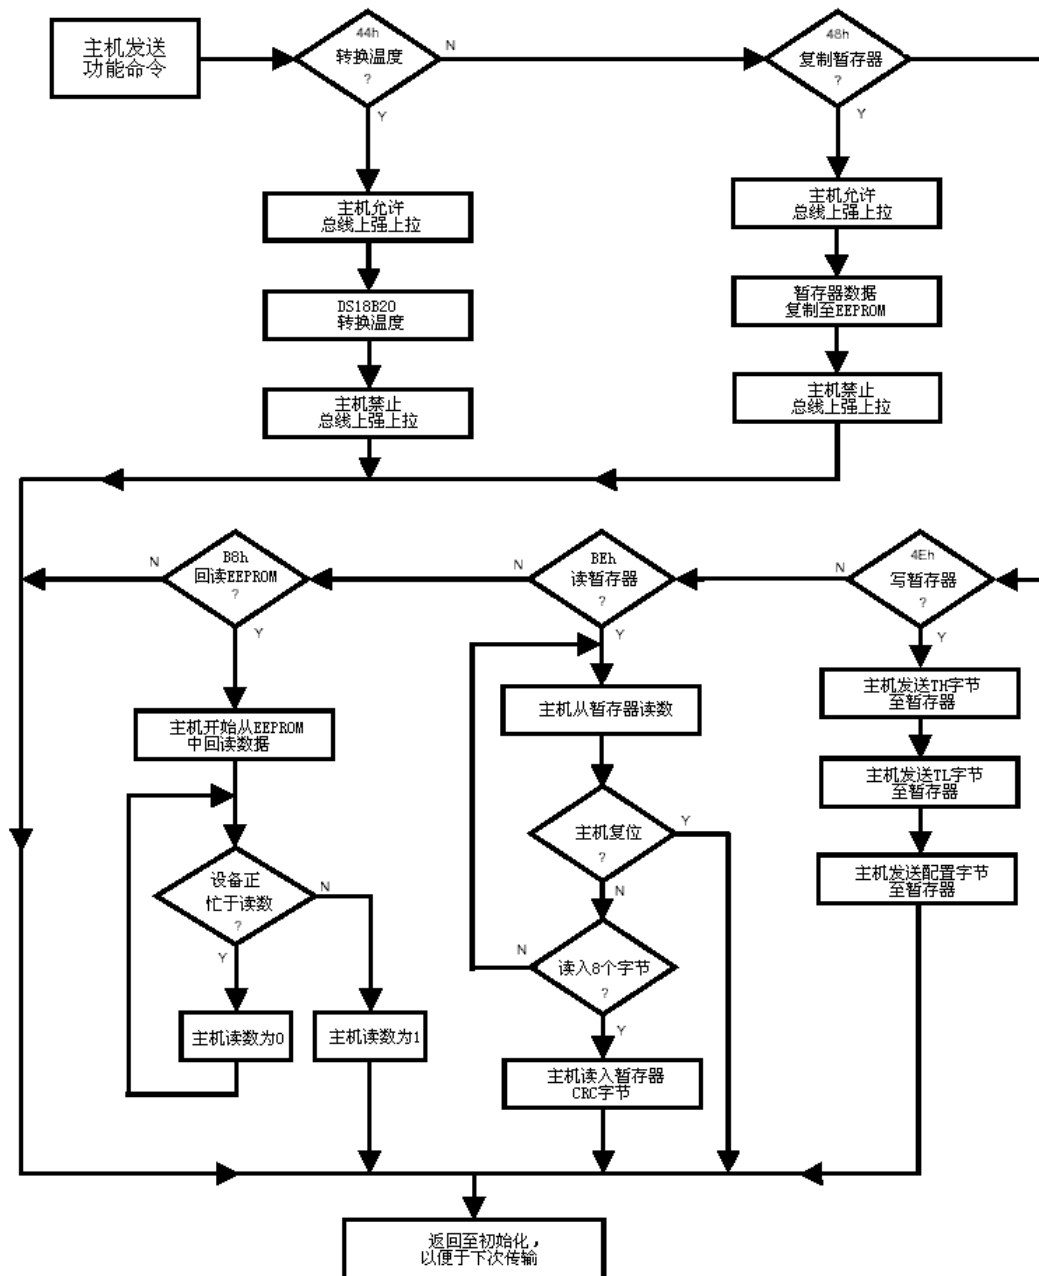 主机发送
功能命令
44h
转换温度
?
N
Y
48h
复制暂存器
?
Y
主机允许
总线上强上拉
主机允许
总线上强上拉
DS18B20
转换温度
暂存器数据
复制至EEPROM
主机禁止
总线上强上拉
主机禁止
总线上强上拉
B8h
回读EEPROM
?
N
Y
BEh
读暂存器
?
N
Y
4Eh
写暂存器
?
N
Y
主机开始从EEPROM
中回读数据
主机从暂存器读数
主机发送TH字节
至暂存器
主机发送TL字节
至暂存器
主机复位
?
Y
N
主机发送配置字节
至暂存器
设备正
忙于读数
?
N
Y
读入8个字节
?
N
Y
主机读数为0
主机读数为1
主机读入暂存器
CRC字节
返回至初始化,
以便于下次传输